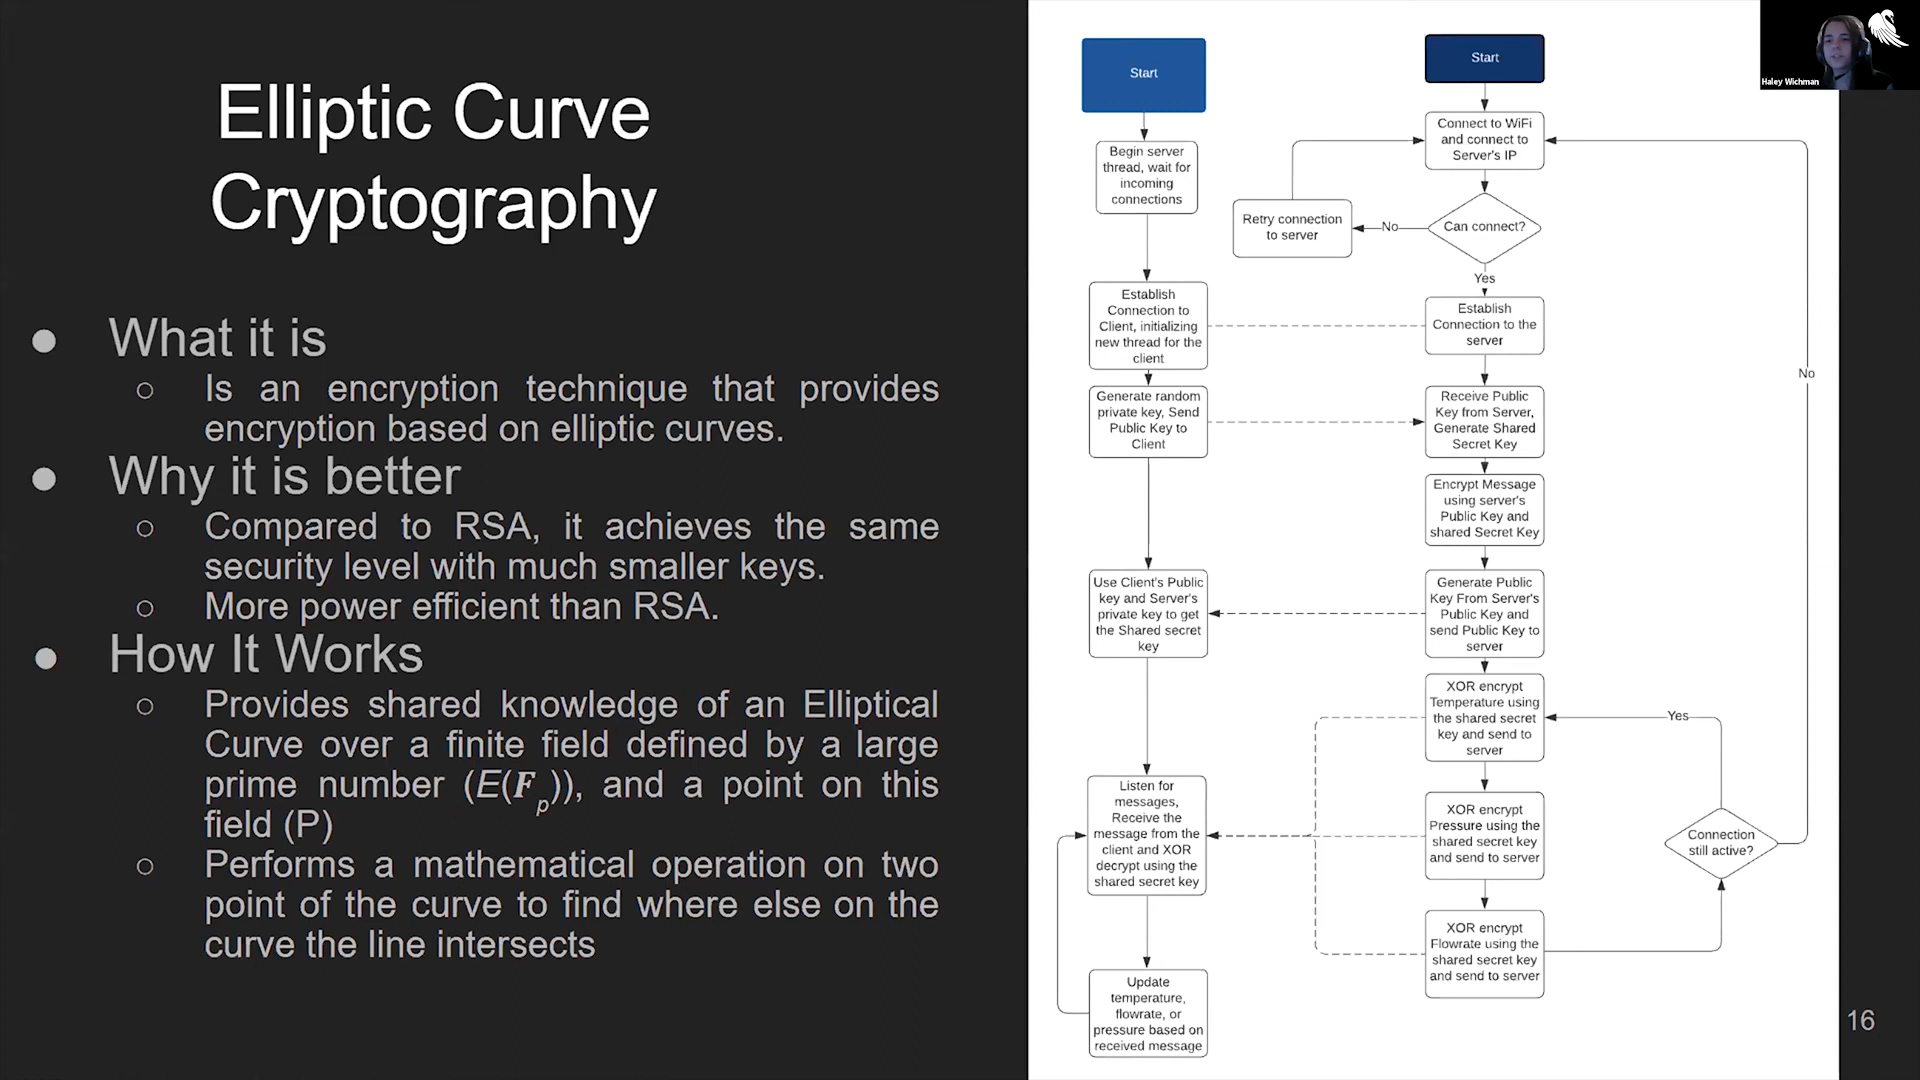 Elliptic Curve
Cryptography
● What it is
○ Is an encryption technique that provides
encryption based on elliptic curves.
● Why it is better
○ Compared to RSA, it achieves the same
security level with much smaller keys.
○ More power efficient than RSA.
● How It Works
○ Provides shared knowledge of an Elliptical
Curve over a finite field defined by a large
prime number (E(Fp)), and a point on this
field (P)
○ Performs a mathematical operation on two
point of the curve to find where else on the
curve the line intersects
Start
Begin server
thread, wait for
incoming
connections
Establish
Connection to
Client, initializing
new thread for the
client
Generate random
private key, Send
Public Key to
Client
Use Client's Public
key and Server's
private key to get
the Shared secret
key
Listen for
messages,
Receive the
message from the
client and XOR
decrypt using the
shared secret key
Update
temperature,
flowrate, or
pressure based on
received message
Start
Connect to WiFi
and connect to
Server's IP
Can connect?
No
Retry connection
to server
Yes
Establish
Connection to the
server
Receive Public
Key from Server,
Generate Shared
Secret Key
Encrypt Message
using server's
Public Key and
shared Secret Key
Generate Public
Key From Server's
Public Key and
send Public Key to
server
XOR encrypt
Temperature using
the shared secret
key and send to
server
XOR encrypt
Pressure using the
shared secret key
and send to server
XOR encrypt
Flowrate using the
shared secret key
and send to server
Yes
Connection
still active?
No
Haley Wichman
16